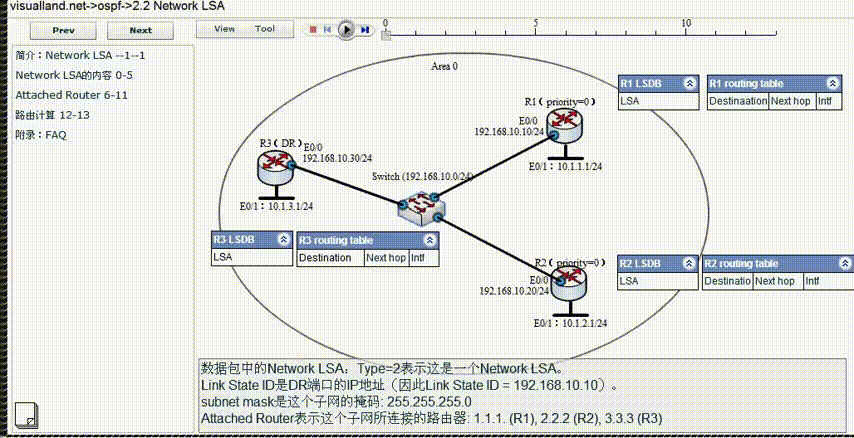 visualland.net->ospf->2.2 Network LSA
Prev
Next
View Tool
0 5 10
简介：Network LSA --1--1
Network LSA的内容 0-5
Attached Router 6-11
路由计算 12-13
附录：FAQ
Area 0
R1 LSDB
LSA
R1 routing table
Destinaation Next hop Intf
R1（priority=0）
E0/0
192.168.10.10/24
E0/1：10.1.1.1/24
R3（DR）
E0/0
192.168.10.30/24
E0/1：10.1.3.1/24
Switch (192.168.10.0/24)
R3 LSDB
LSA
R3 routing table
Destination Next hop Intf
R2（priority=0）
E0/0
192.168.10.20/24
E0/1：10.1.2.1/24
R2 LSDB
LSA
R2 routing table
Destinatio Next hop Intf
数据包中的Network LSA：Type=2表示这是一个Network LSA。
Link State ID是DR端口的IP地址（因此Link State ID = 192.168.10.10）。
subnet mask是这个子网的掩码: 255.255.255.0
Attached Router表示这个子网所连接的路由器: 1.1.1. (R1), 2.2.2 (R2), 3.3.3 (R3)